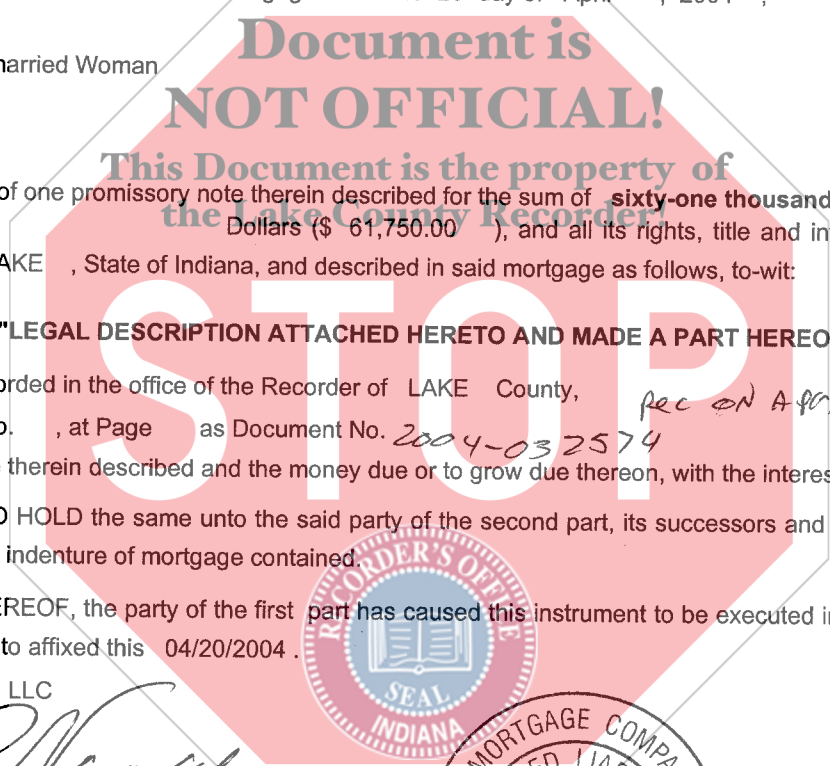 Document is
arried Woman
NOT OFFICIAL!
This Document is the property of
of one promissory note therein described for the sum of sixty-one thousand
the Lake County Recorder!
Dollars ($ 61,750.00 ), and all its rights, title and in
AKE , State of Indiana, and described in said mortgage as follows, to-wit:
STOP
"LEGAL DESCRIPTION ATTACHED HERETO AND MADE A PART HEREO
orded in the office of the Recorder of LAKE County, Rec ON Apr
o. , at Page as Document No. 2004-032574
therein described and the money due or to grow due thereon, with the interes
O HOLD the same unto the said party of the second part, its successors and
indenture of mortgage contained.
EREOF, the party of the first part has caused this instrument to be executed i
to affixed this 04/20/2004 .
LLC
RECORDER'S OFFICE
SEAL
INDIANA
MORTGAGE COMPA
ED LIA